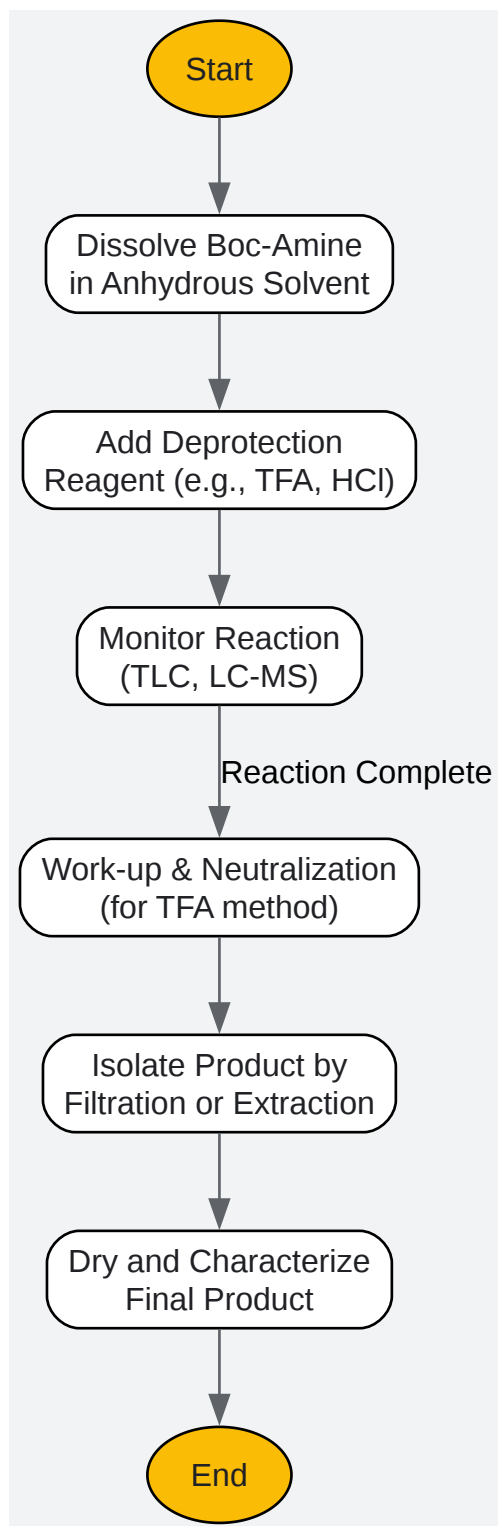 Start
Dissolve Boc-Amine
in Anhydrous Solvent
Add Deprotection
Reagent (e.g., TFA, HCl)
Monitor Reaction
(TLC, LC-MS)
Reaction Complete
Work-up & Neutralization
(for TFA method)
Isolate Product by
Filtration or Extraction
Dry and Characterize
Final Product
End